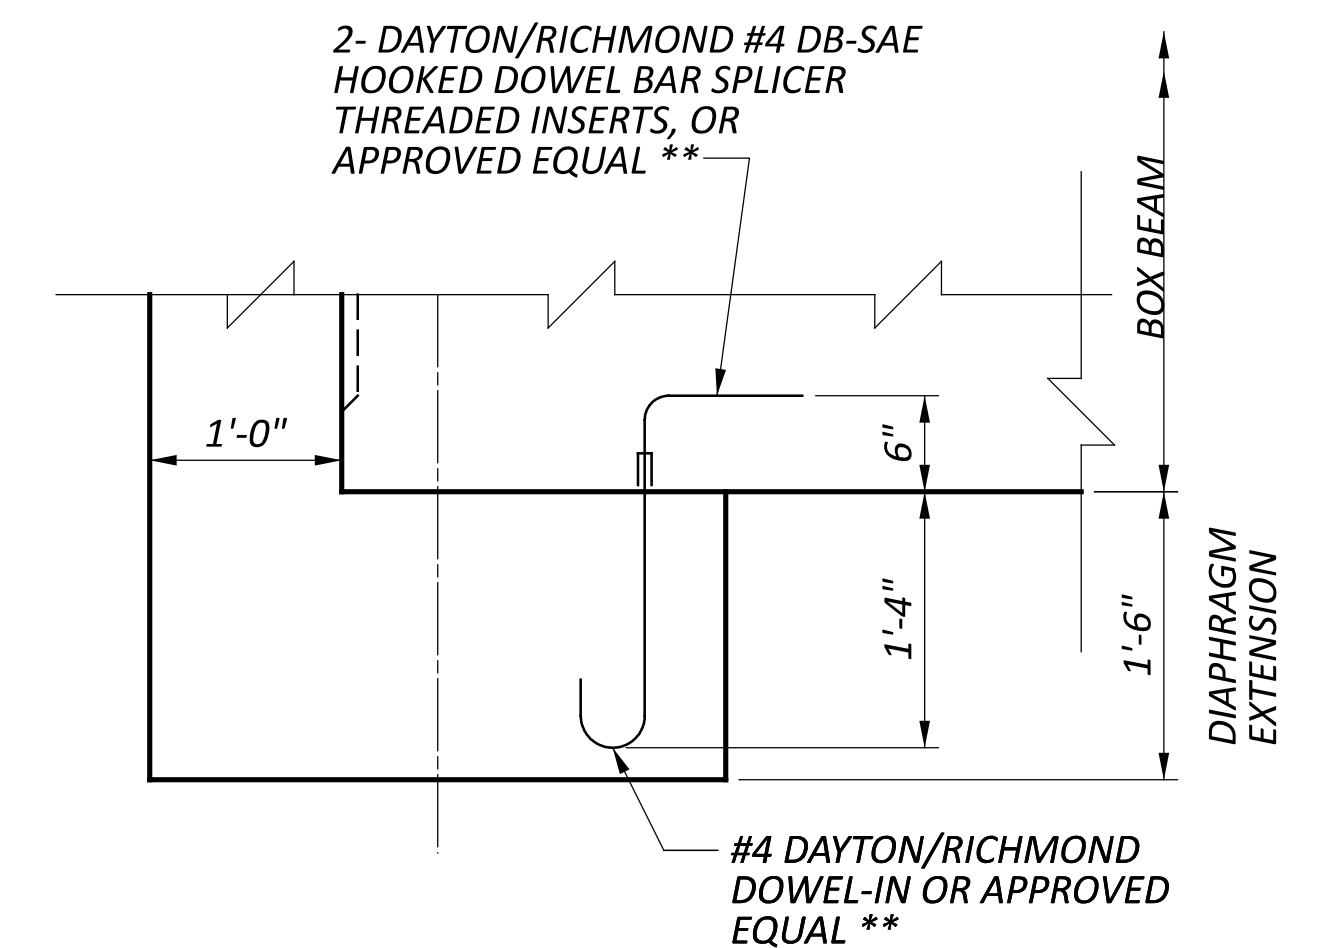 2- DAYTON/RICHMOND #4 DB-SAE
HOOKED DOWEL BAR SPLICER
THREADED INSERTS, OR
APPROVED EQUAL **
BOX BEAM
1'-0"
6"
1'-4"
1'-6"
DIAPHRAGM
EXTENSION
#4 DAYTON/RICHMOND
DOWEL-IN OR APPROVED
EQUAL **